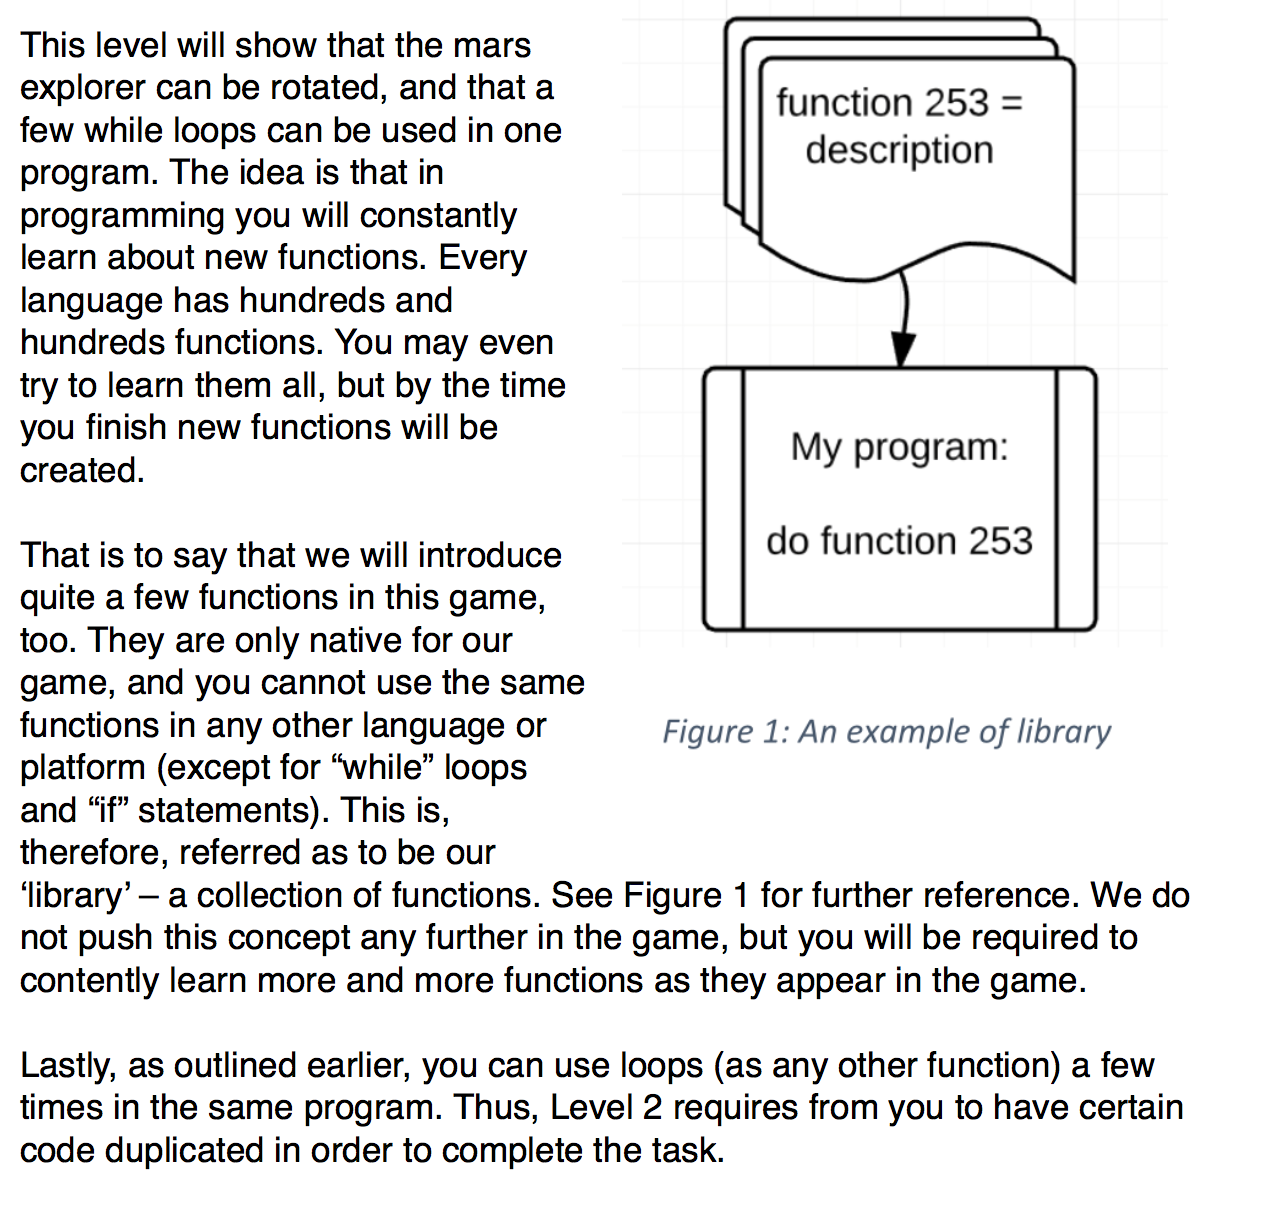 This level will show that the mars
explorer can be rotated, and that a
few while loops can be used in one
program. The idea is that in
programming you will constantly
learn about new functions. Every
language has hundreds and
hundreds functions. You may even
try to learn them all, but by the time
you finish new functions will be
created.
function 253 =
description
My program:
do function 253
Figure 1: An example of library
That is to say that we will introduce
quite a few functions in this game,
too. They are only native for our
game, and you cannot use the same
functions in any other language or
platform (except for “while” loops
and “if” statements). This is,
therefore, referred as to be our
‘library’ – a collection of functions. See Figure 1 for further reference. We do
not push this concept any further in the game, but you will be required to
contently learn more and more functions as they appear in the game.
Lastly, as outlined earlier, you can use loops (as any other function) a few
times in the same program. Thus, Level 2 requires from you to have certain
code duplicated in order to complete the task.